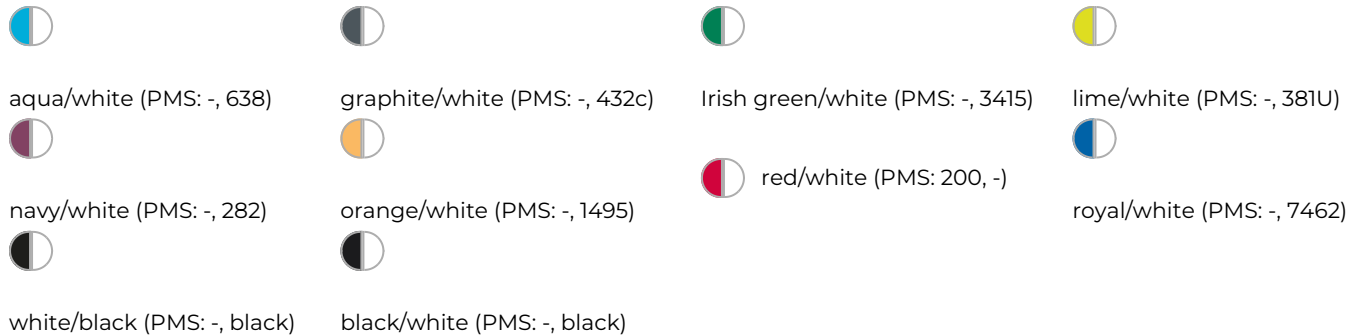 aqua/white (PMS: -, 638)
graphite/white (PMS: -, 432c)
Irish green/white (PMS: -, 3415)
lime/white (PMS: -, 381U)
navy/white (PMS: -, 282)
orange/white (PMS: -, 1495)
red/white (PMS: 200, -)
royal/white (PMS: -, 7462)
white/black (PMS: -, black)
black/white (PMS: -, black)